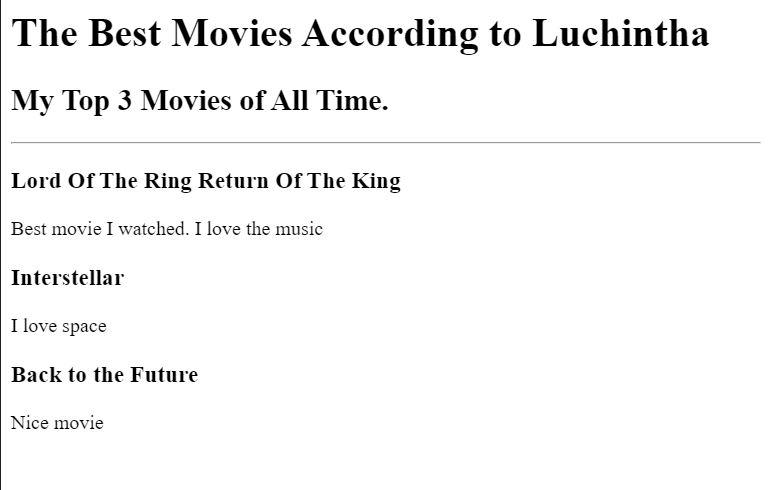 The Best Movies According to Luchintha
My Top 3 Movies of All Time.
Lord Of The Ring Return Of The King
Best movie I watched. I love the music
Interstellar
I love space
Back to the Future
Nice movie